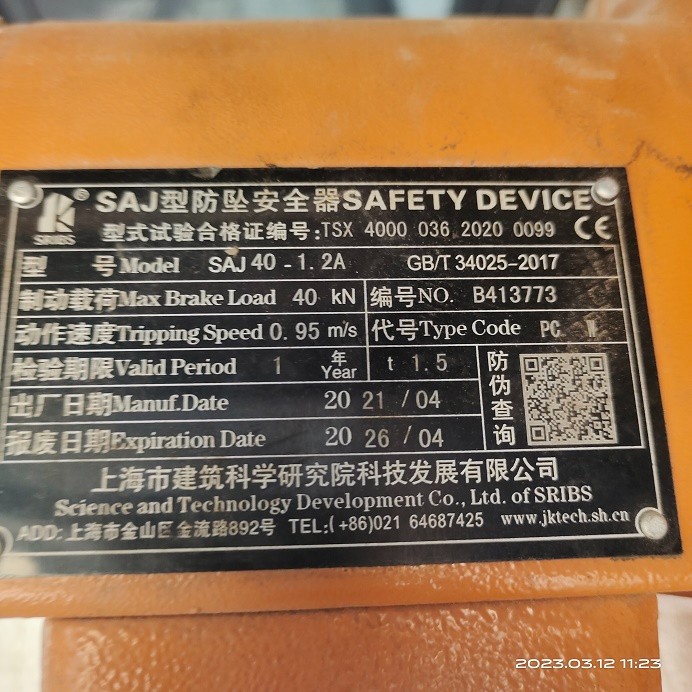 SRIBS ® SAJ型防坠安全器SAFETY DEVICE
型式试验合格证编号:TSX 4000 036 2020 0099 CE
型 号Model SAJ 40 - 1.2A GB/T 34025-2017
制动载荷Max Brake Load 40 kN 编号NO. B413773
动作速度Tripping Speed 0.95 m/s 代号Type Code PC W
检验期限Valid Period 1 年Year t 1.5 防伪查询
出厂日期Manuf.Date 20 21 / 04
报废日期Expiration Date 20 26 / 04
上海市建筑科学研究院科技发展有限公司
Science and Technology Development Co., Ltd. of SRIBS
ADD: 上海市金山区金流路892号 TEL:(+86)021 64687425 www.jktech.sh.cn
2023.03.12 11:23